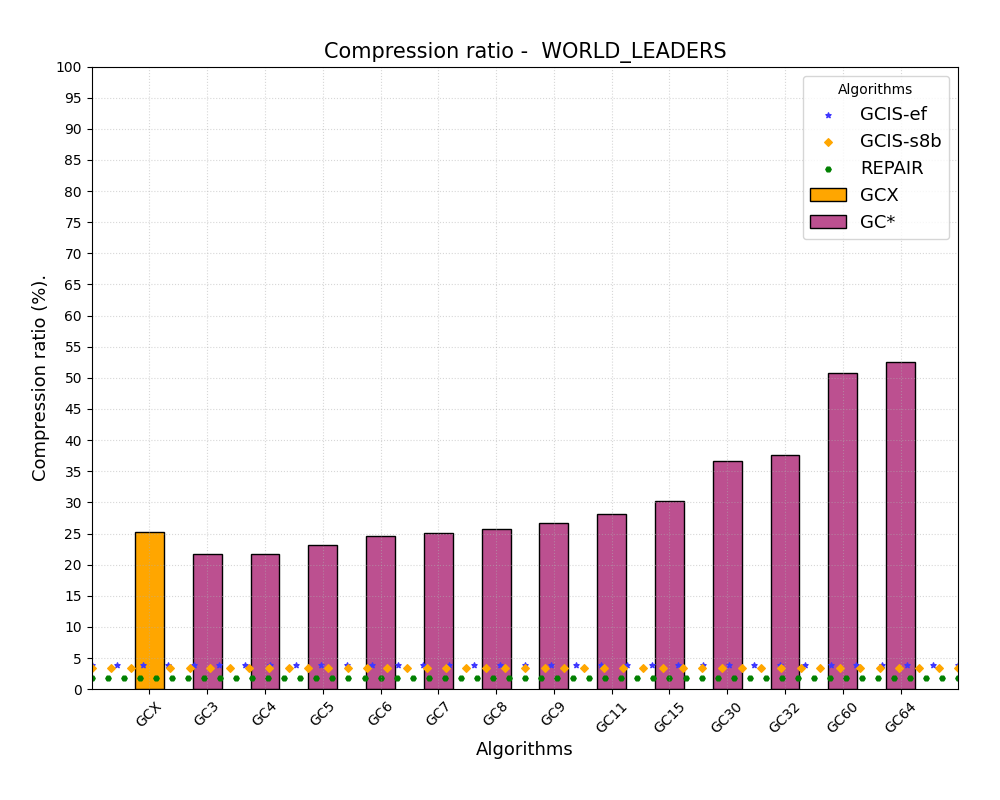 Compression ratio -  WORLD_LEADERS
Compression ratio (%).
100
95
90
85
80
75
70
65
60
55
50
45
40
35
30
25
20
15
10
5
0
Algorithms
GCIS-ef
GCIS-s8b
REPAIR
GCX
GC*
GCX
GC3
GC4
GC5
GC6
GC7
GC8
GC9
GC11
GC15
GC30
GC32
GC60
GC64
Algorithms